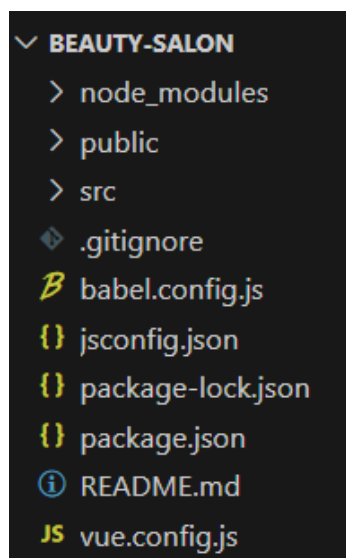 BEAUTY-SALON
node_modules
public
src
.gitignore
babel.config.js
jsconfig.json
package-lock.json
package.json
README.md
JS vue.config.js